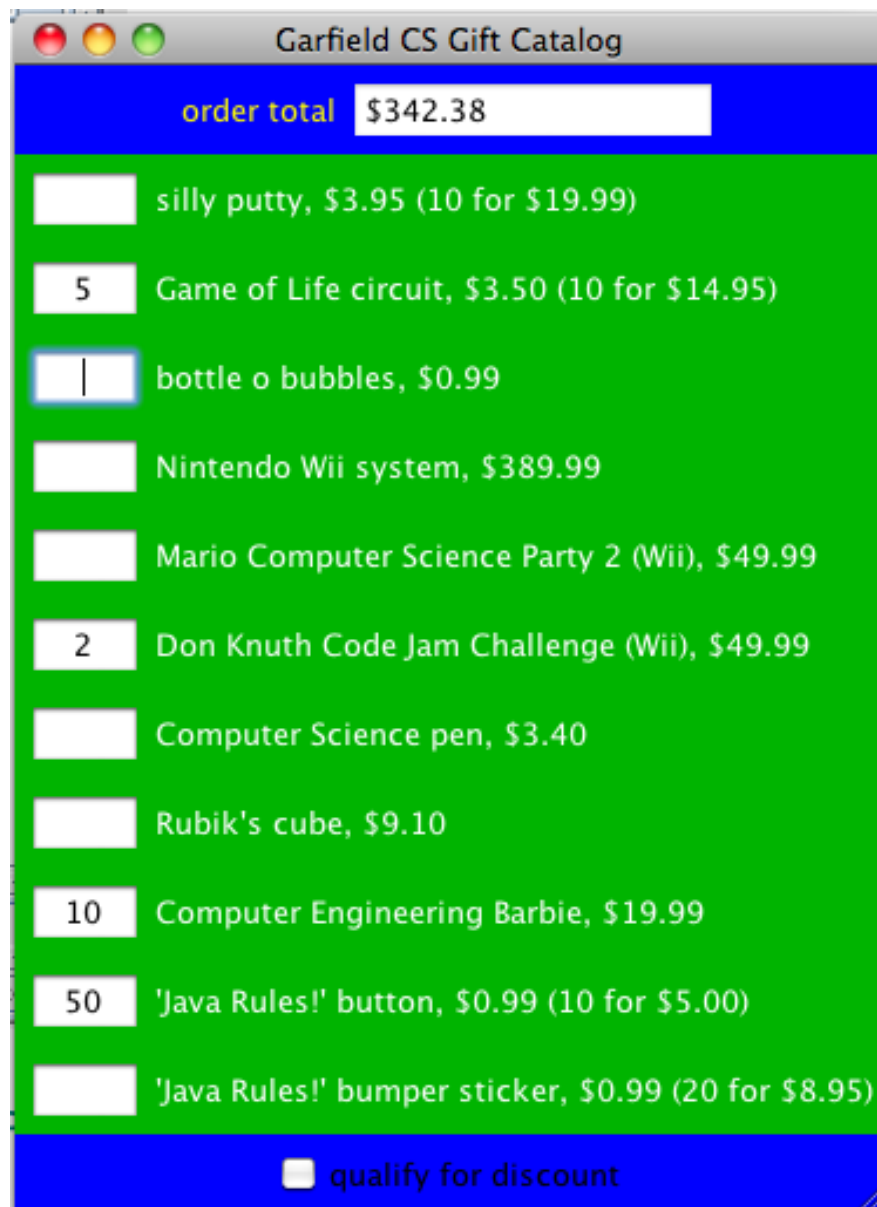 Garfield CS Gift Catalog
order total $342.38
silly putty, $3.95 (10 for $19.99)
5 Game of Life circuit, $3.50 (10 for $14.95)
bottle o bubbles, $0.99
Nintendo Wii system, $389.99
Mario Computer Science Party 2 (Wii), $49.99
2 Don Knuth Code Jam Challenge (Wii), $49.99
Computer Science pen, $3.40
Rubik's cube, $9.10
10 Computer Engineering Barbie, $19.99
50 'Java Rules!' button, $0.99 (10 for $5.00)
'Java Rules!' bumper sticker, $0.99 (20 for $8.95)
qualify for discount